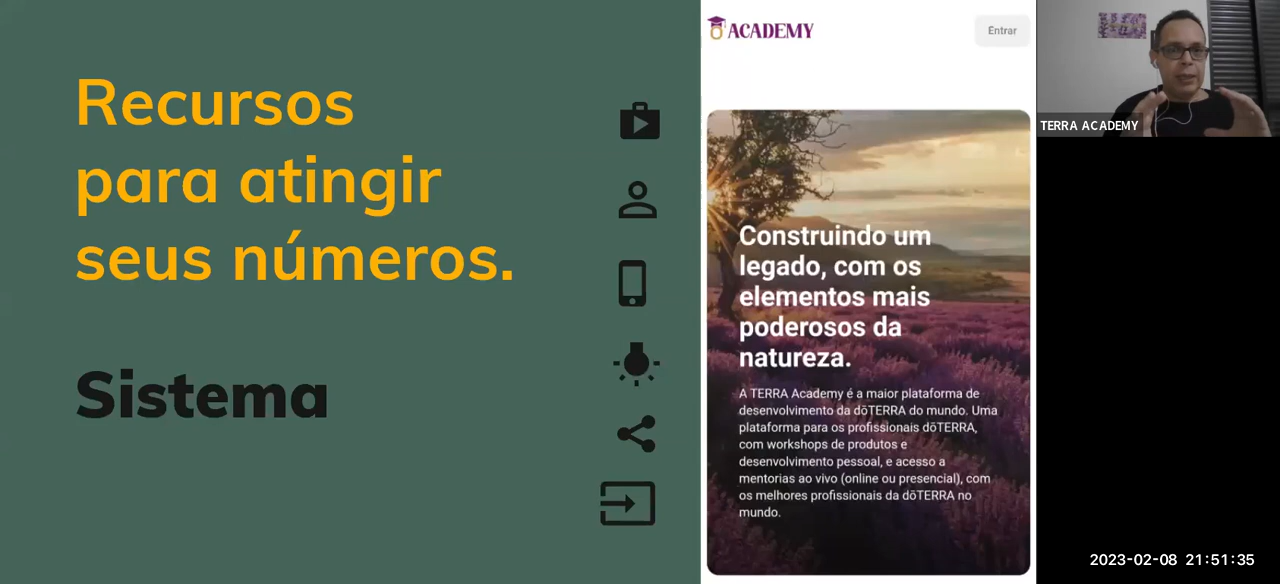 Recursos
para atingir
seus números.
Sistema
ACADEMY
Entrar
Construindo um
legado, com os
elementos mais
poderosos da
natureza.
A TERRA Academy é a maior plataforma de
desenvolvimento da dōTERRA do mundo. Uma
plataforma para os profissionais dōTERRA,
com workshops de produtos e
desenvolvimento pessoal, e acesso a
mentorias ao vivo (online ou presencial), com
os melhores profissionais da dōTERRA no
mundo.
TERRA ACADEMY
2023-02-08 21:51:35